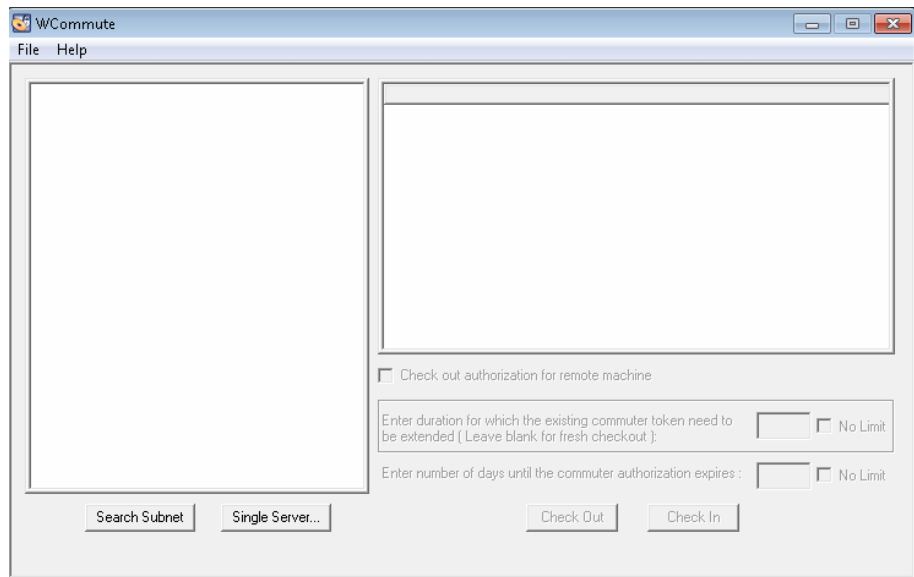 WCommute
File Help
Check out authorization for remote machine
Enter duration for which the existing commuter token need to
be extended ( Leave blank for fresh checkout ):
No Limit
Enter number of days until the commuter authorization expires :
No Limit
Search Subnet
Single Server...
Check Out
Check In